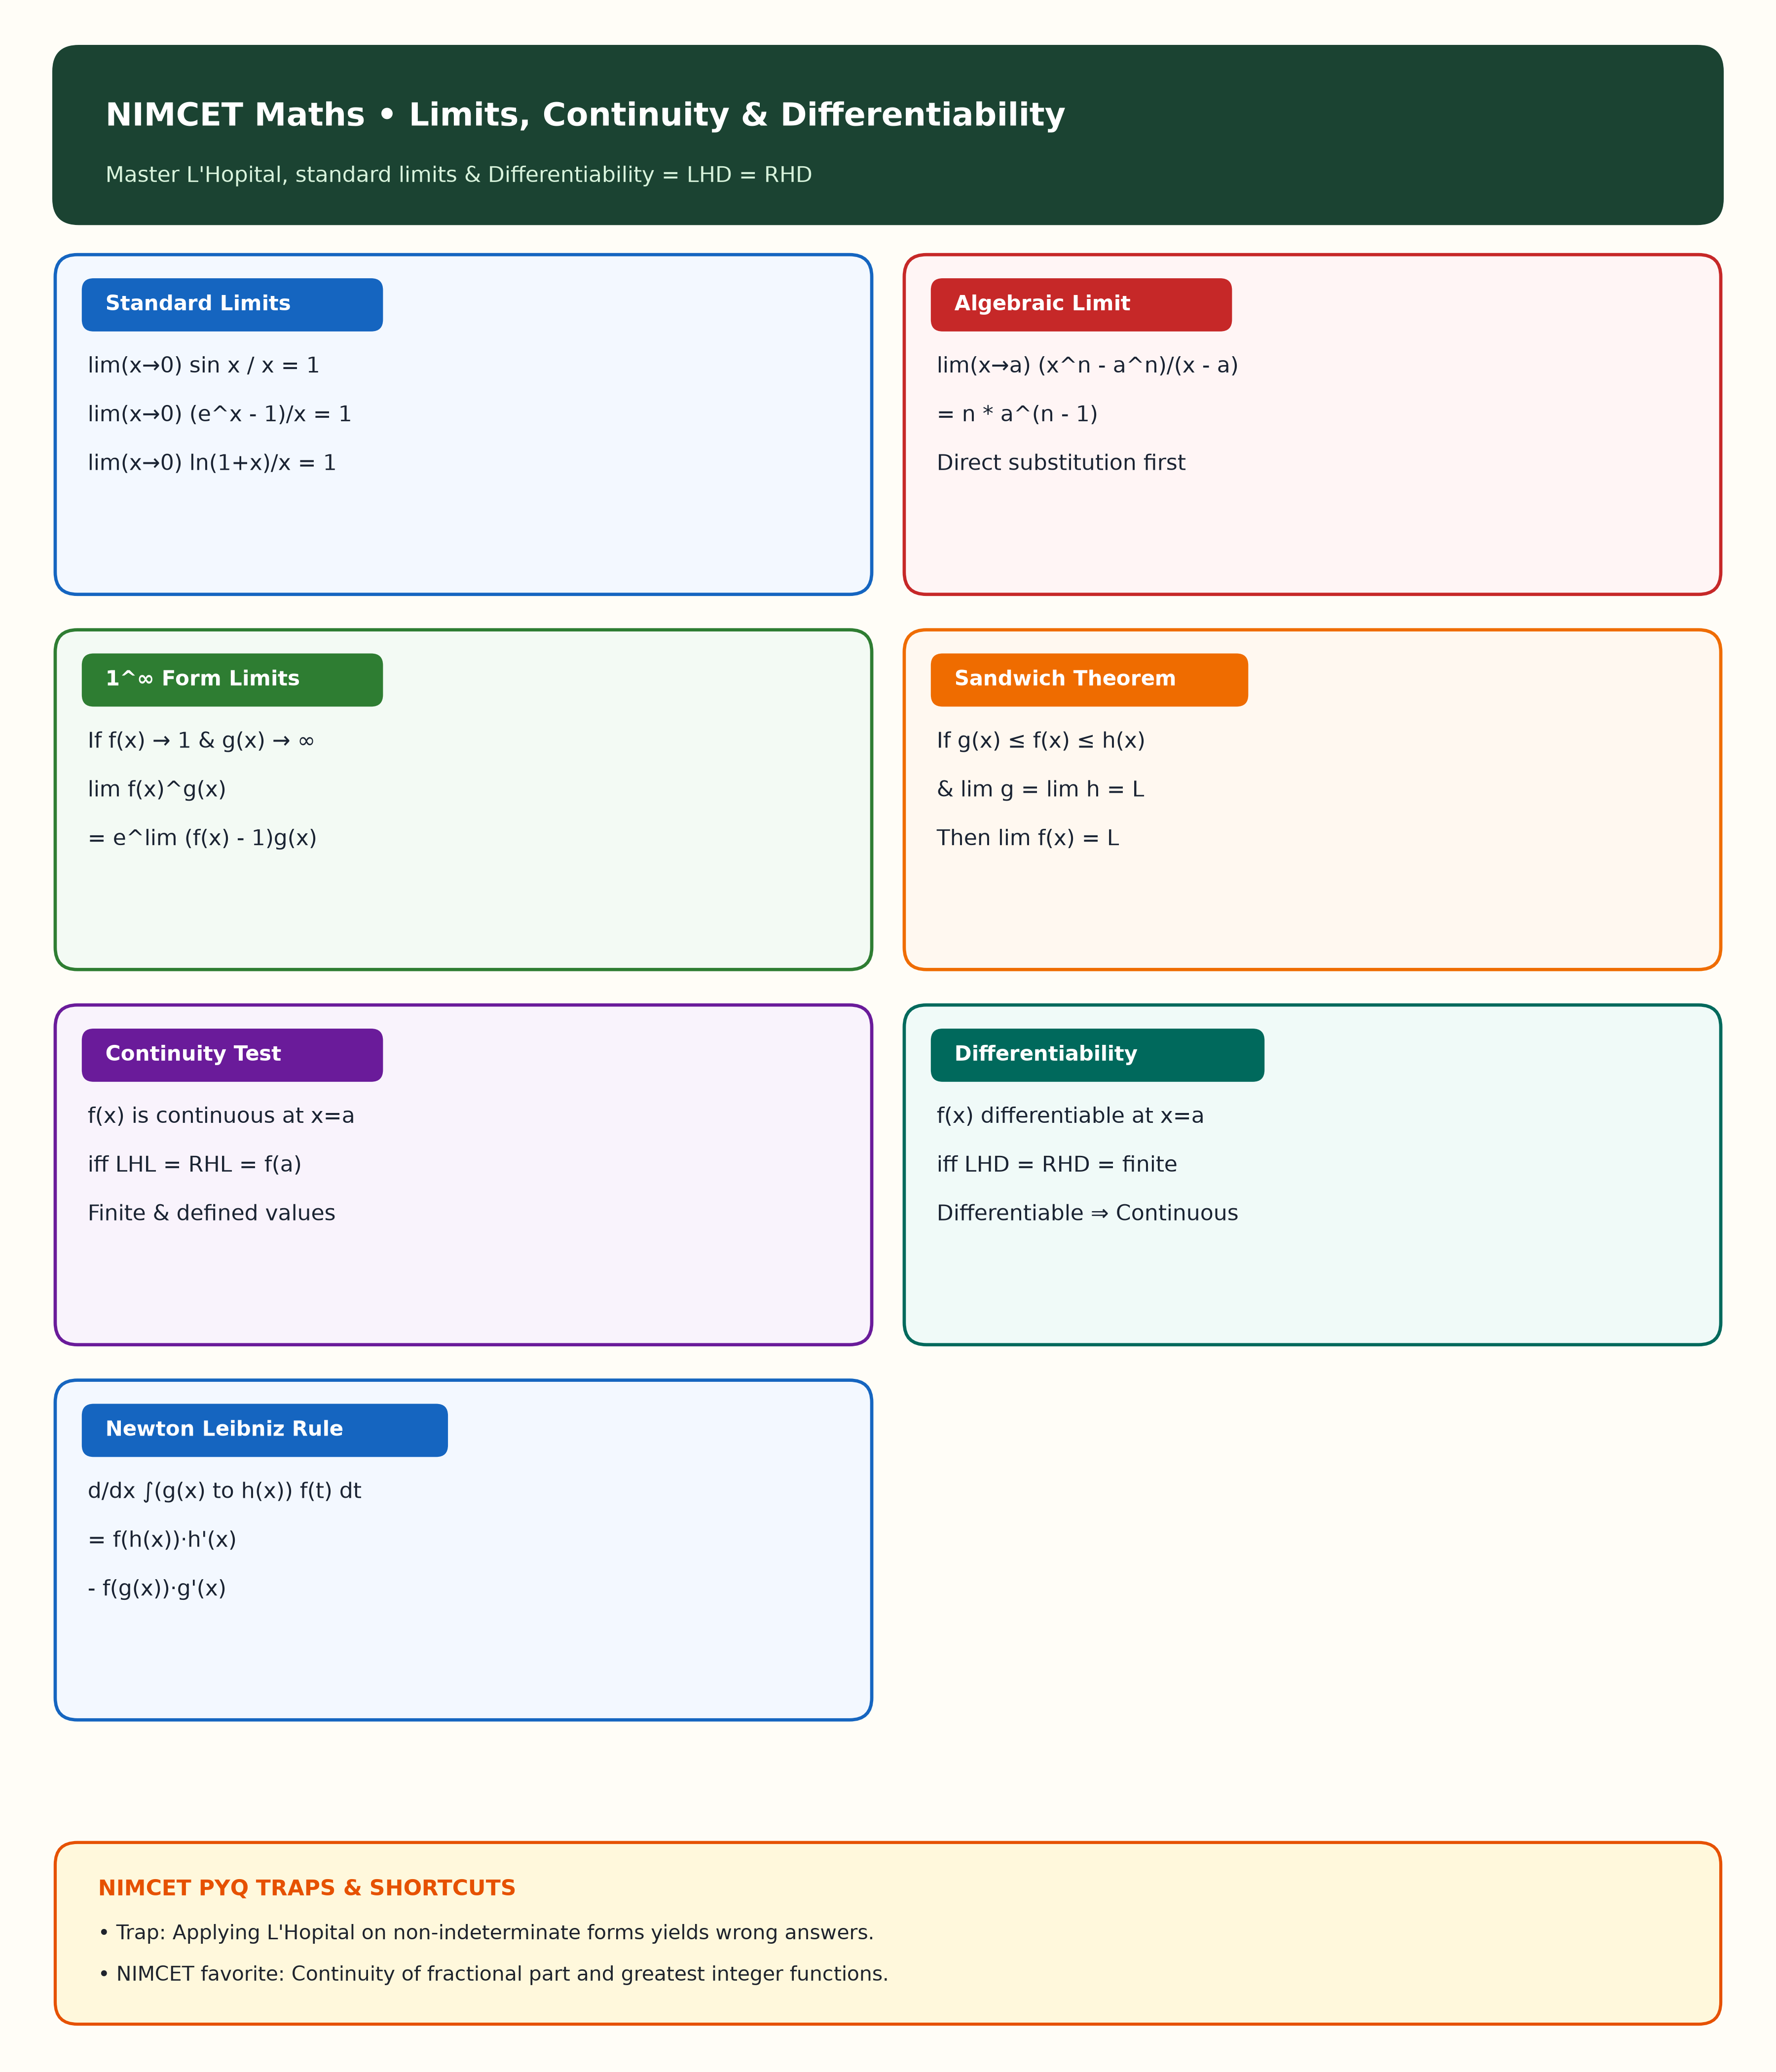 NIMCET Maths • Limits, Continuity & Differentiability
Master L'Hopital, standard limits & Differentiability = LHD = RHD
Standard Limits
lim(x→0) sin x / x = 1
lim(x→0) (e^x - 1)/x = 1
lim(x→0) ln(1+x)/x = 1
Algebraic Limit
lim(x→a) (x^n - a^n)/(x - a)
= n * a^(n - 1)
Direct substitution first
1^∞ Form Limits
If f(x) → 1 & g(x) → ∞
lim f(x)^g(x)
= e^lim (f(x) - 1)g(x)
Sandwich Theorem
If g(x) ≤ f(x) ≤ h(x)
& lim g = lim h = L
Then lim f(x) = L
Continuity Test
f(x) is continuous at x=a
iff LHL = RHL = f(a)
Finite & defined values
Differentiability
f(x) differentiable at x=a
iff LHD = RHD = finite
Differentiable ⇒ Continuous
Newton Leibniz Rule
d/dx ∫(g(x) to h(x)) f(t) dt
= f(h(x))·h'(x)
- f(g(x))·g'(x)
NIMCET PYQ TRAPS & SHORTCUTS
• Trap: Applying L'Hopital on non-indeterminate forms yields wrong answers.
• NIMCET favorite: Continuity of fractional part and greatest integer functions.